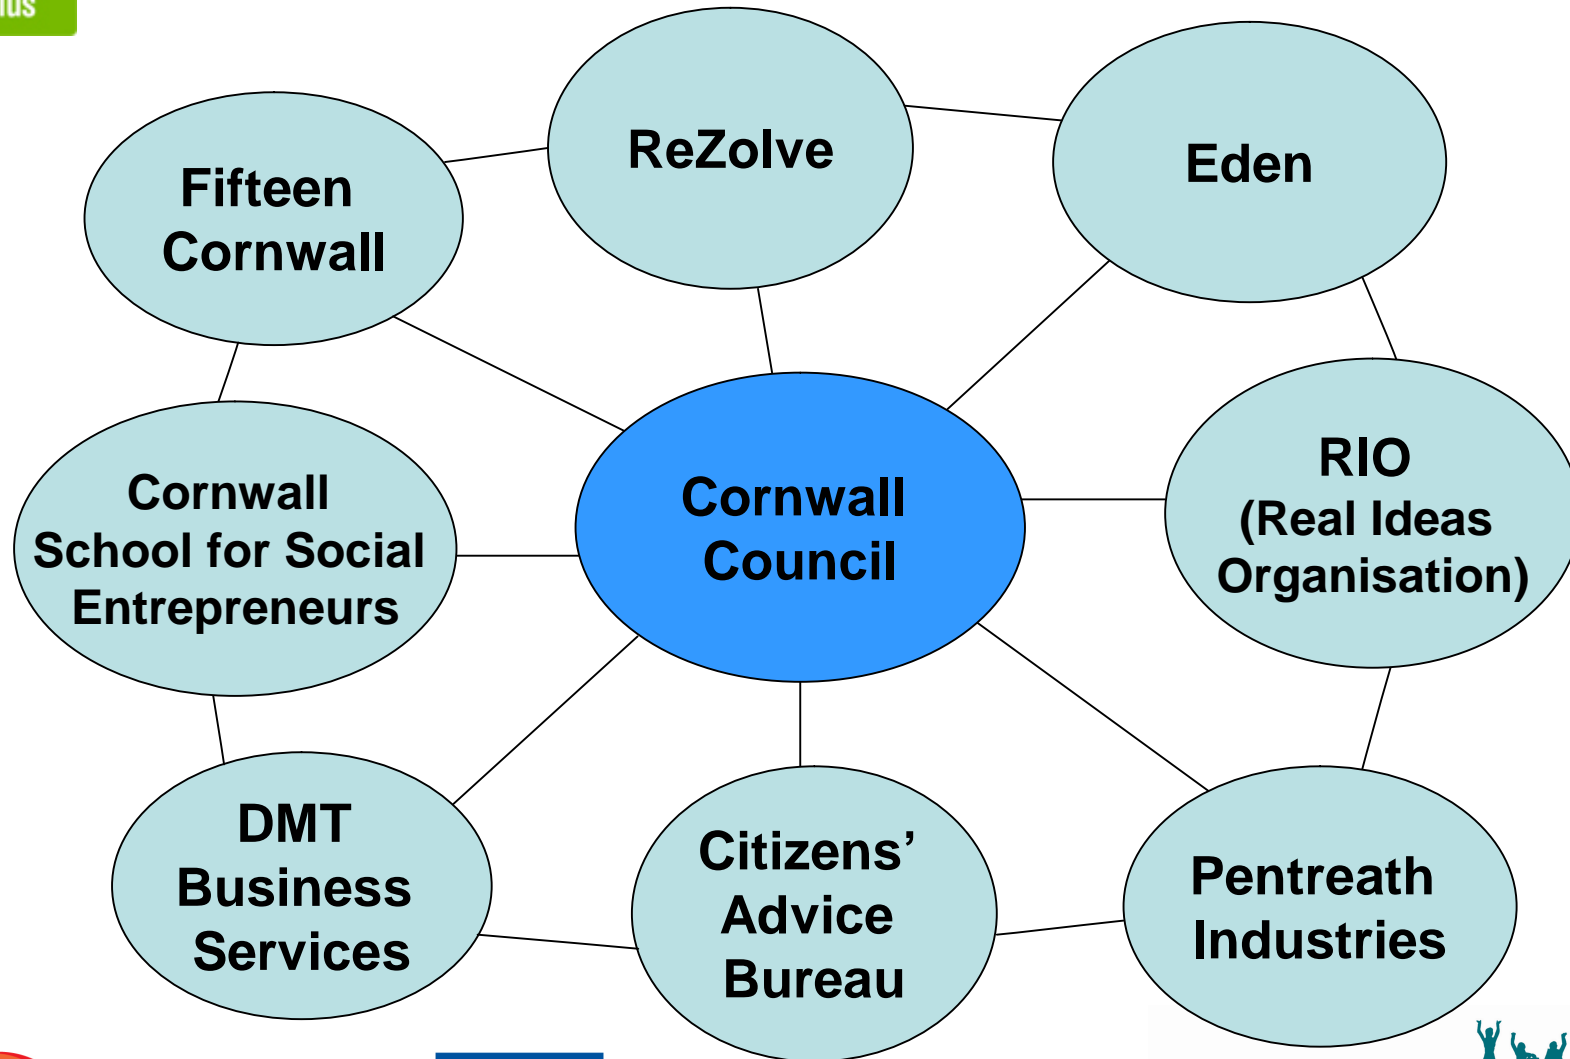 ReZolve
Eden
Fifteen
Cornwall
RIO
(Real Ideas
Organisation)
Cornwall
School for Social
Entrepreneurs
Cornwall
Council
DMT
Business
Services
Citizens’
Advice
Bureau
Pentreath
Industries